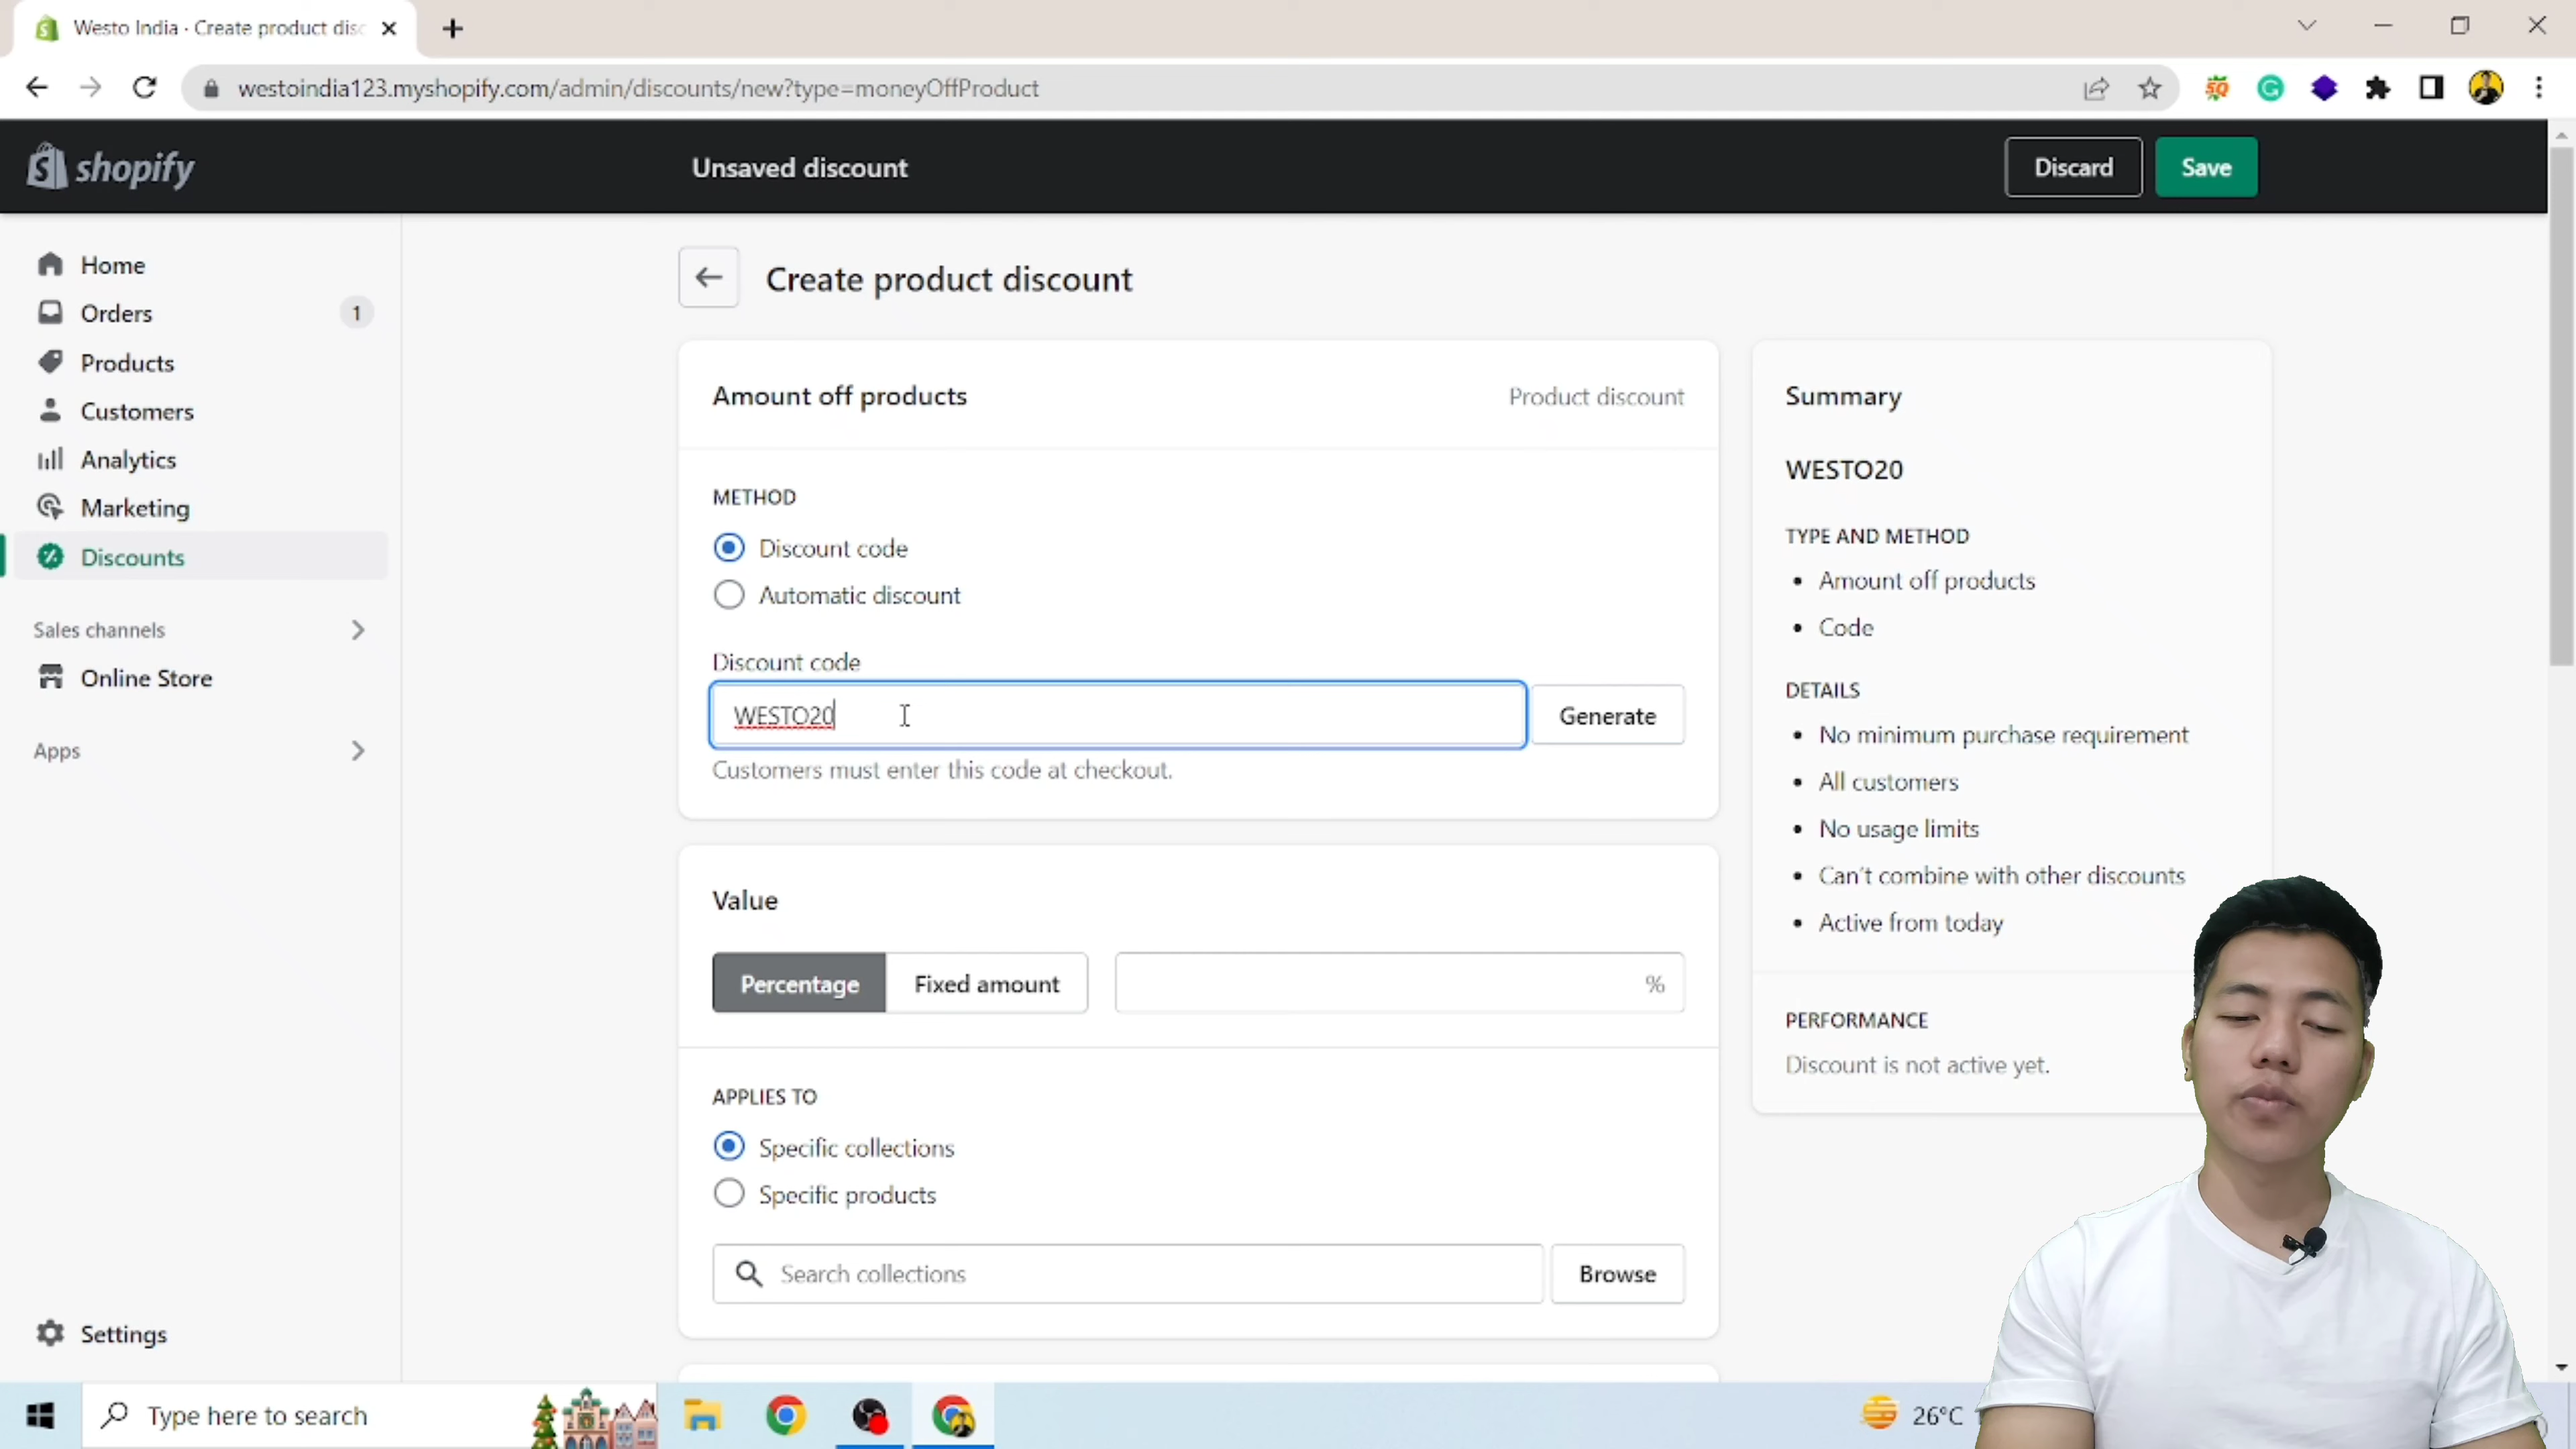 Westo India · Create product disc
westoindia123.myshopify.com/admin/discounts/new?type=moneyOffProduct
shopify
Unsaved discount
Discard
Save
Home
Orders
1
Products
Customers
Analytics
Marketing
Discounts
Sales channels
Online Store
Apps
Settings
Create product discount
Amount off products
Product discount
METHOD
Discount code
Automatic discount
Discount code
WESTO20
Generate
Customers must enter this code at checkout.
Value
Percentage
Fixed amount
%
APPLIES TO
Specific collections
Specific products
Search collections
Browse
Summary
WESTO20
TYPE AND METHOD
• Amount off products
• Code
DETAILS
• No minimum purchase requirement
• All customers
• No usage limits
• Can't combine with other discounts
• Active from today
PERFORMANCE
Discount is not active yet.
Type here to search
26°C